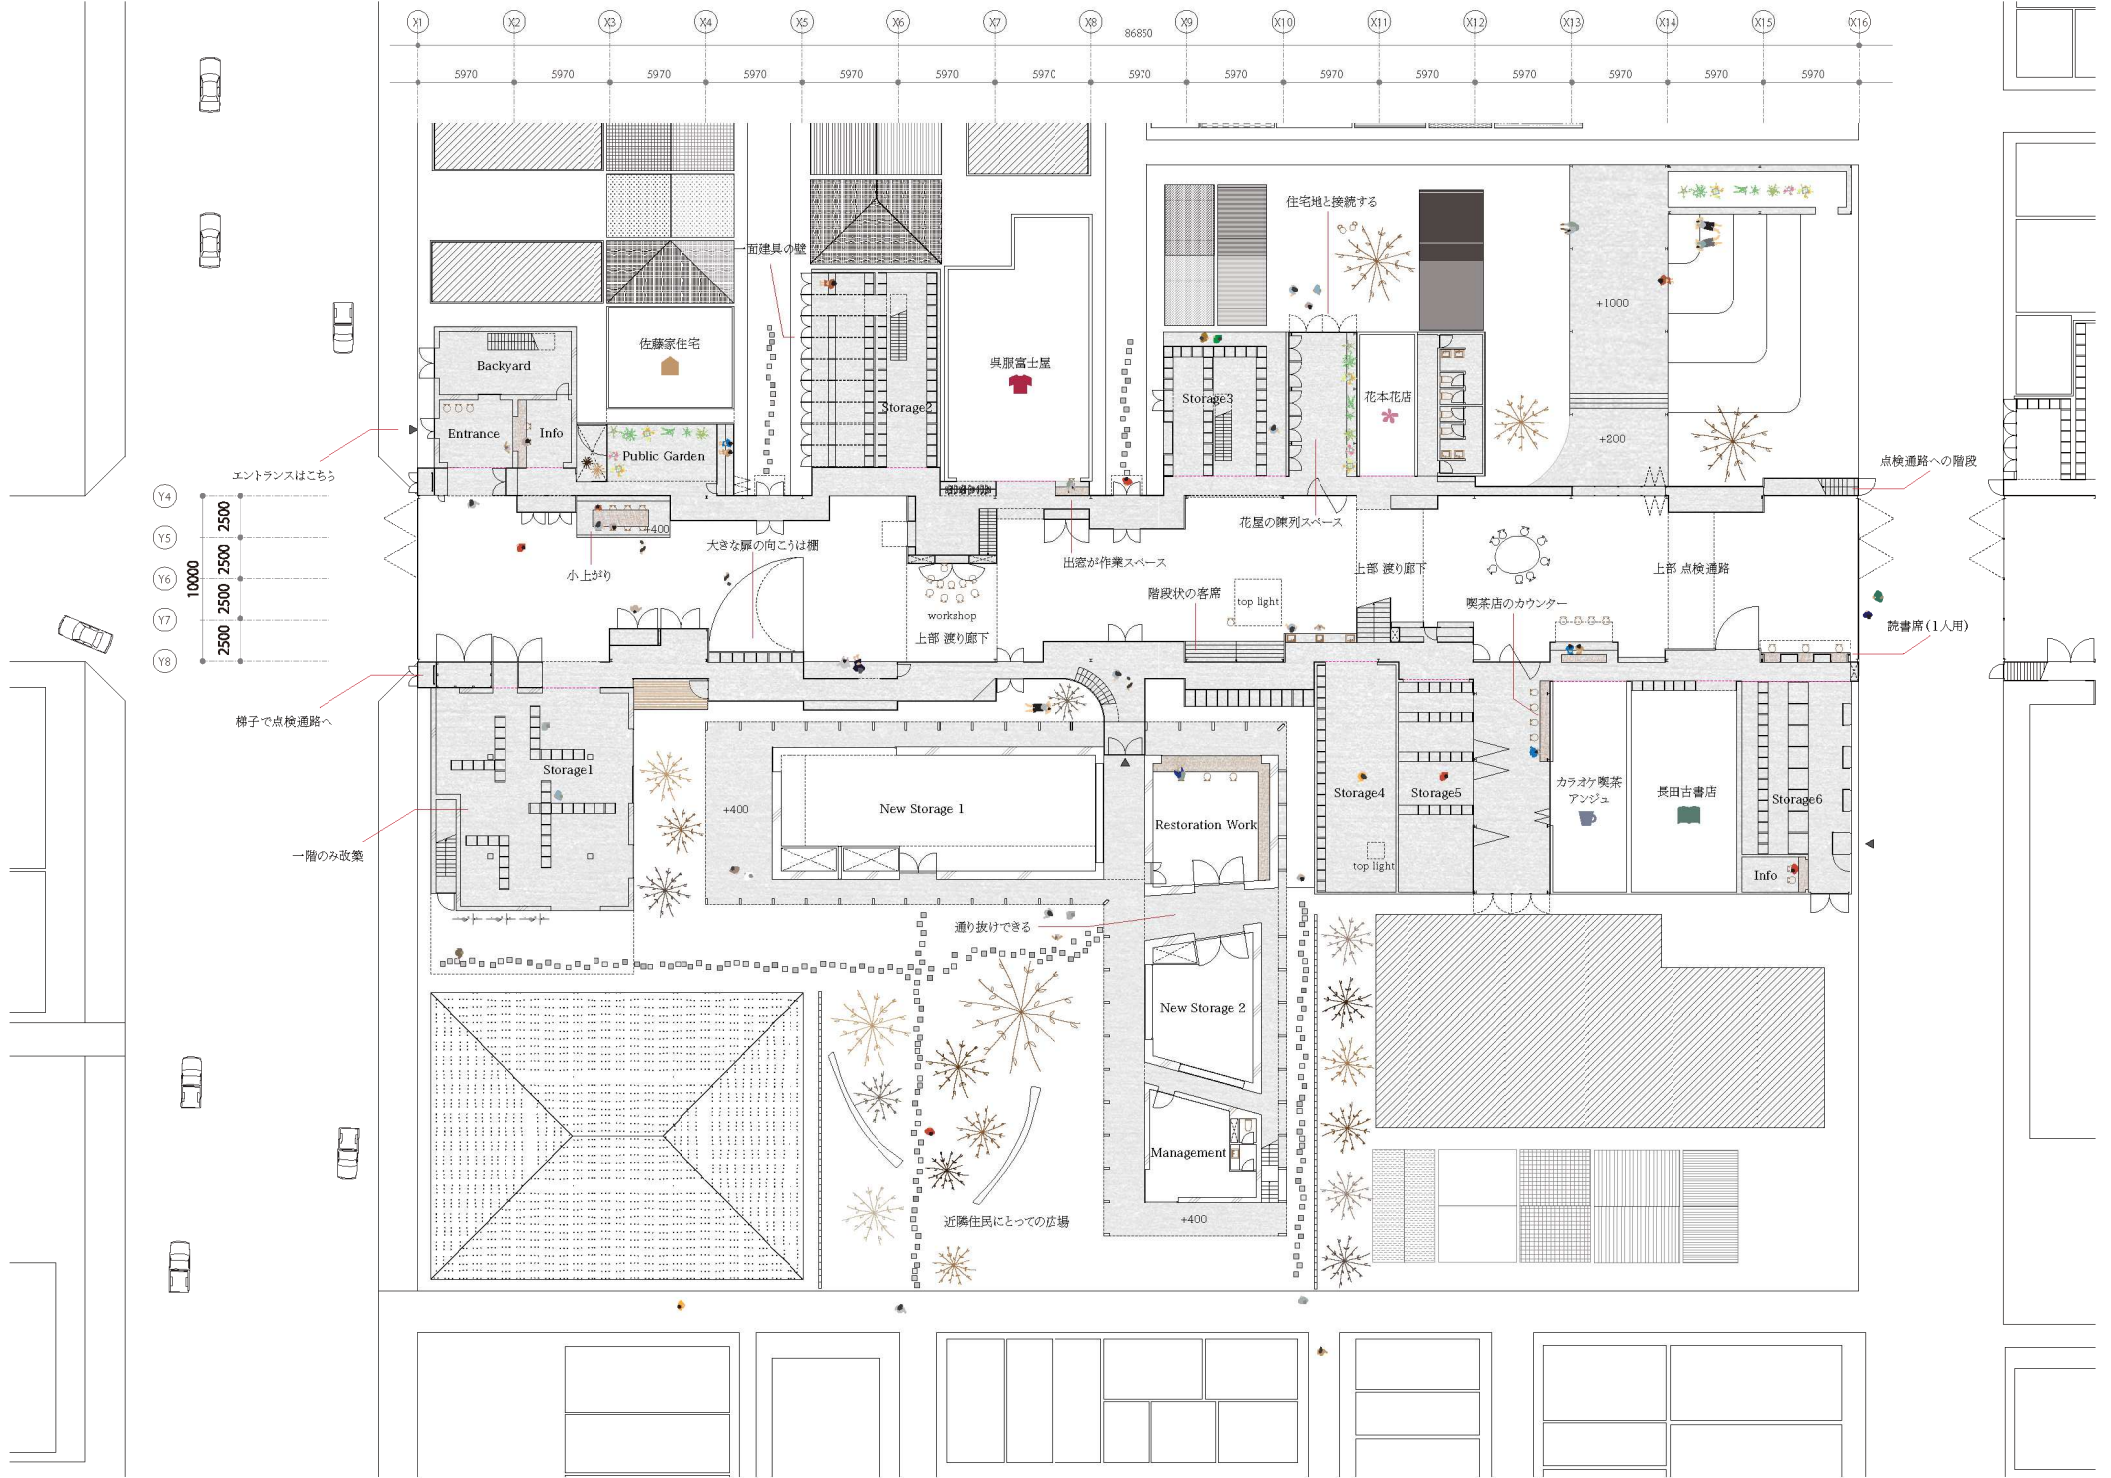 X1 X2 X3 X4 X5 X6 X7 X8 X9 X10 X11 X12 X13 X14 X15 X16
86850
5970 5970 5970 5970 5970 5970 5970 5920 5970 5970 5970 5970 5970 5970 5970
住宅地と接続する
一面建具の壁
+1000
佐藤家住宅
呉服富士屋
Backyard
Storage2
Storage3
花本花店
Entrance
Info
Public Garden
+200
エントランスはこちら
点検通路への階段
Y4
Y5
Y6
Y7
Y8
2500
2500
2500
2500
10000
+400
花屋の陳列スペース
大きな扉の向こうは棚
小上がり
出窓が作業スペース
上部 渡り廊下
上部 点検通路
階段状の客席
top light
喫茶店のカウンター
workshop
上部 渡り廊下
読書席(1人用)
梯子で点検通路へ
Storage1
+400
New Storage 1
Restoration Work
Storage4
Storage5
カラオケ喫茶
アンジュ
長田古書店
Storage6
一階のみ改築
top light
Info
通り抜けできる
New Storage 2
Management
近隣住民にとっての広場
+400